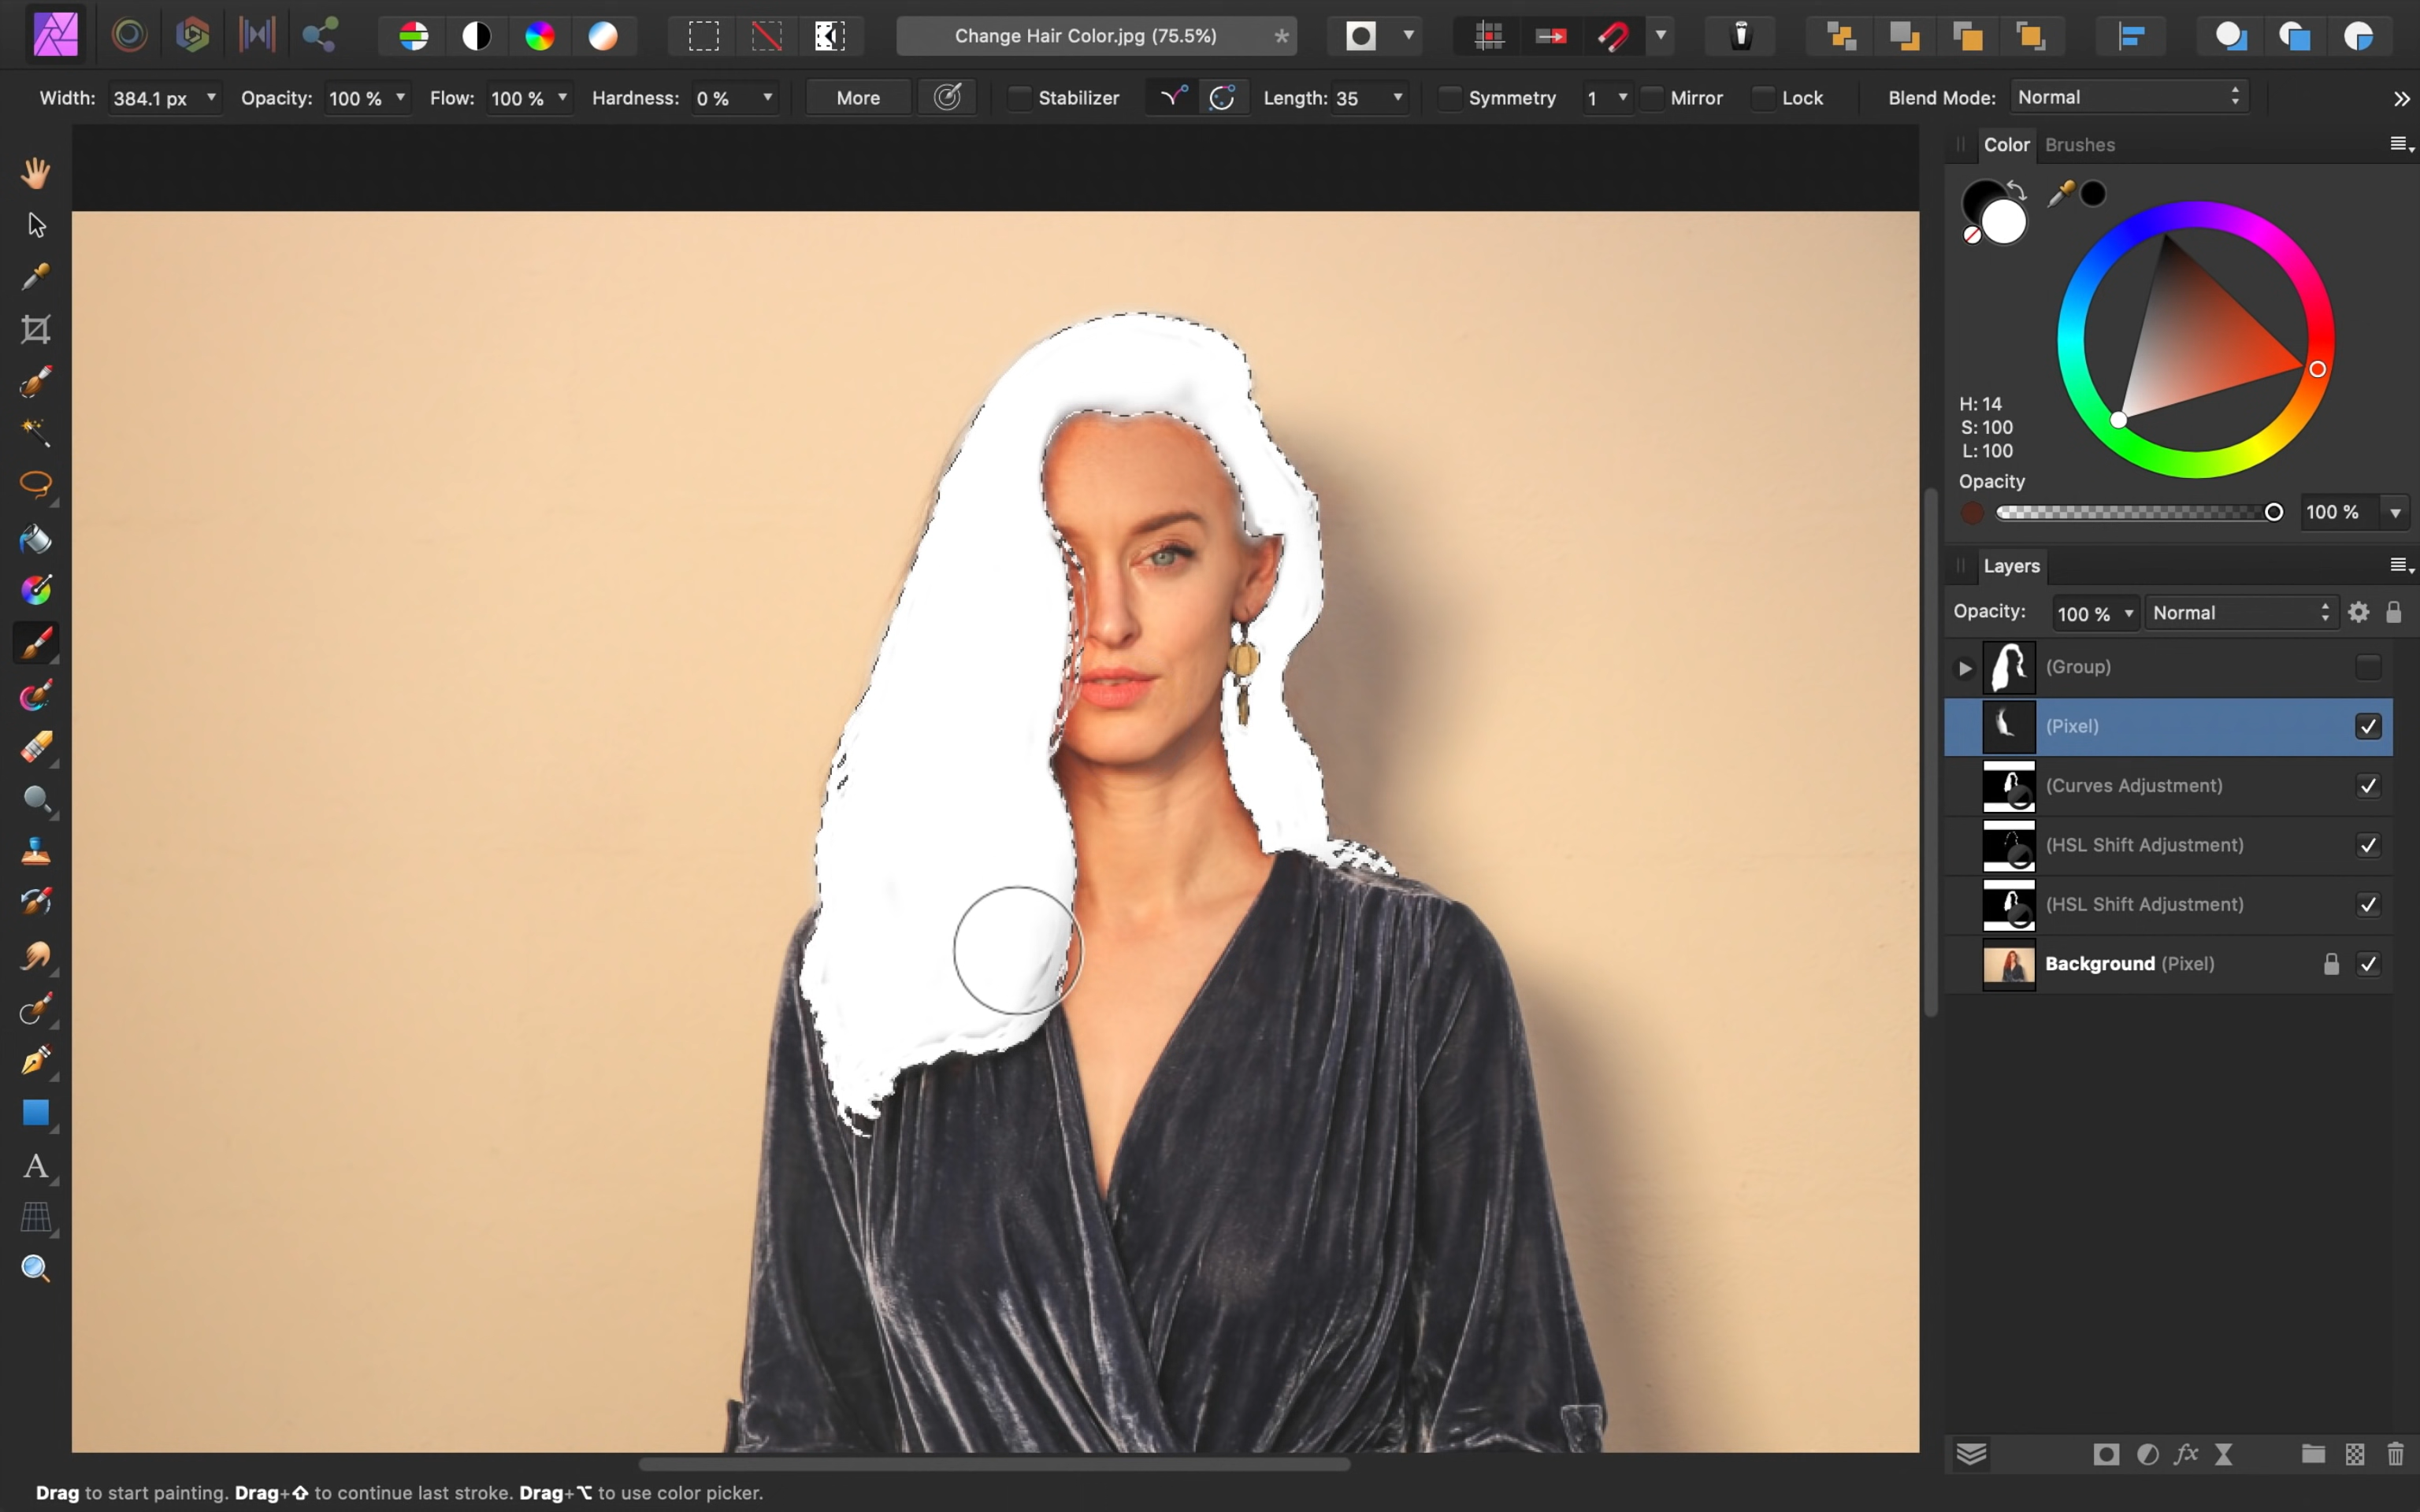 Change Hair Color.jpg (75.5%)
*
Width: 384.1 px Opacity: 100 % Flow: 100 % Hardness: 0 % More Stabilizer Length: 35 Symmetry 1 Mirror Lock Blend Mode: Normal
Color Brushes
H: 14
S: 100
L: 100
Opacity
100 %
Layers
Opacity: 100 % Normal
(Group)
(Pixel)
(Curves Adjustment)
(HSL Shift Adjustment)
(HSL Shift Adjustment)
Background (Pixel)
A
fx
Drag to start painting. Drag+⇧ to continue last stroke. Drag+⌥ to use color picker.